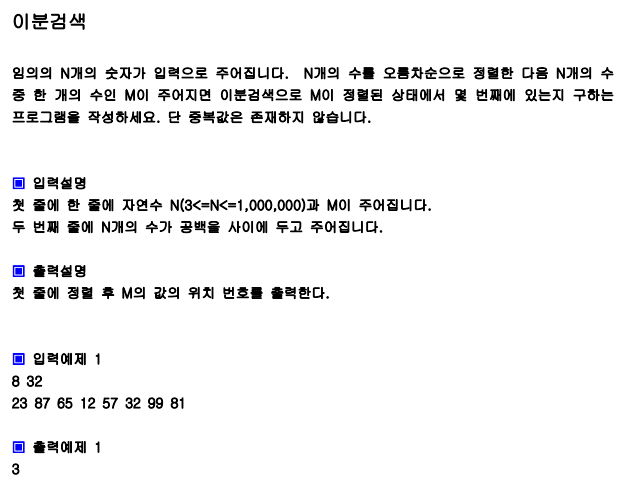 이분검색
임의의 N개의 숫자가 입력으로 주어집니다. N개의 수를 오름차순으로 정렬한 다음 N개의 수
중 한 개의 수인 M이 주어지면 이분검색으로 M이 정렬된 상태에서 몇 번째에 있는지 구하는
프로그램을 작성하세요. 단 중복값은 존재하지 않습니다.
▣ 입력설명
첫 줄에 한 줄에 자연수 N(3<=N<=1,000,000)과 M이 주어집니다.
두 번째 줄에 N개의 수가 공백을 사이에 두고 주어집니다.
▣ 출력설명
첫 줄에 정렬 후 M의 값의 위치 번호를 출력한다.
▣ 입력예제 1
8 32
23 87 65 12 57 32 99 81
▣ 출력예제 1
3